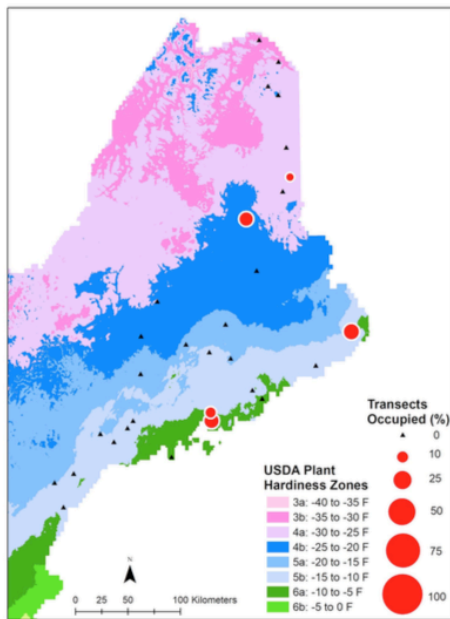 Transects
Occupied (%)
0
10
25
50
75
100
USDA Plant
Hardiness Zones
3a: -40 to -35 F
3b: -35 to -30 F
4a: -30 to -25 F
4b: -25 to -20 F
5a: -20 to -15 F
5b: -15 to -10 F
6a: -10 to -5 F
6b: -5 to 0 F
N
0 25 50 100 Kilometers